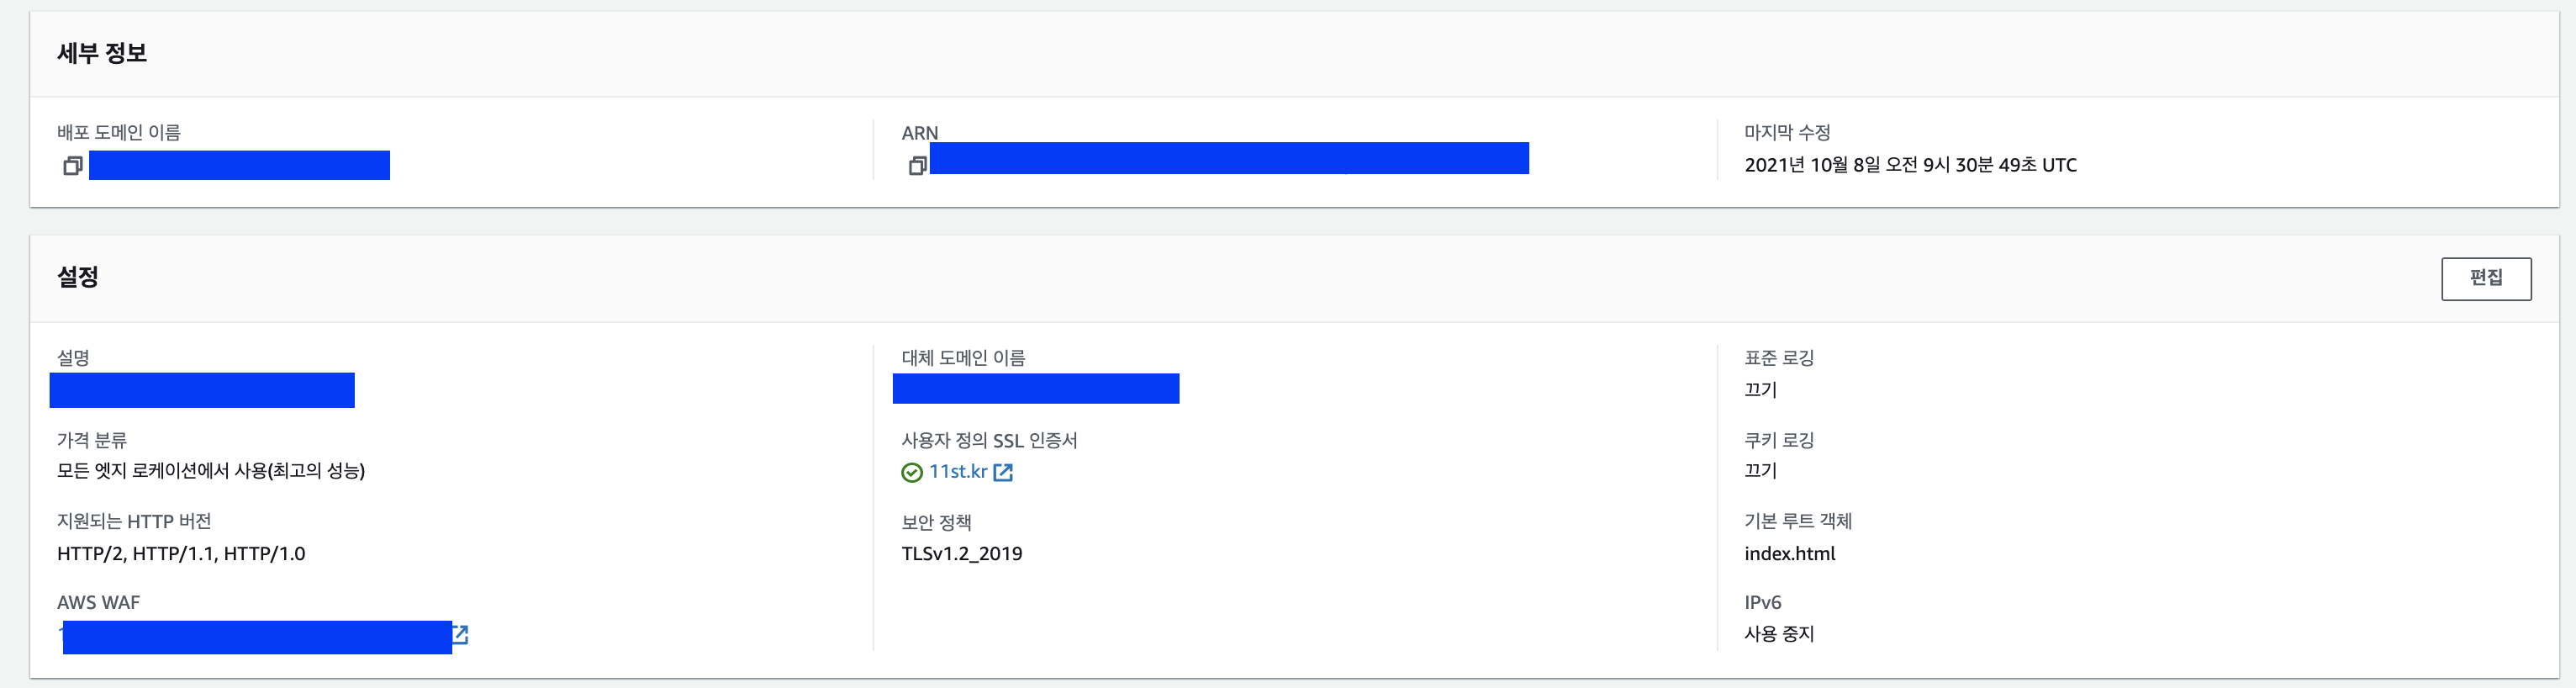 세부 정보
배포 도메인 이름
ARN
마지막 수정
2021년 10월 8일 오전 9시 30분 49초 UTC
설정
편집
설명
가격 분류
모든 엣지 로케이션에서 사용(최고의 성능)
지원되는 HTTP 버전
HTTP/2, HTTP/1.1, HTTP/1.0
AWS WAF
대체 도메인 이름
사용자 정의 SSL 인증서
11st.kr
보안 정책
TLSv1.2_2019
표준 로깅
끄기
쿠키 로깅
끄기
기본 루트 객체
index.html
IPv6
사용 중지